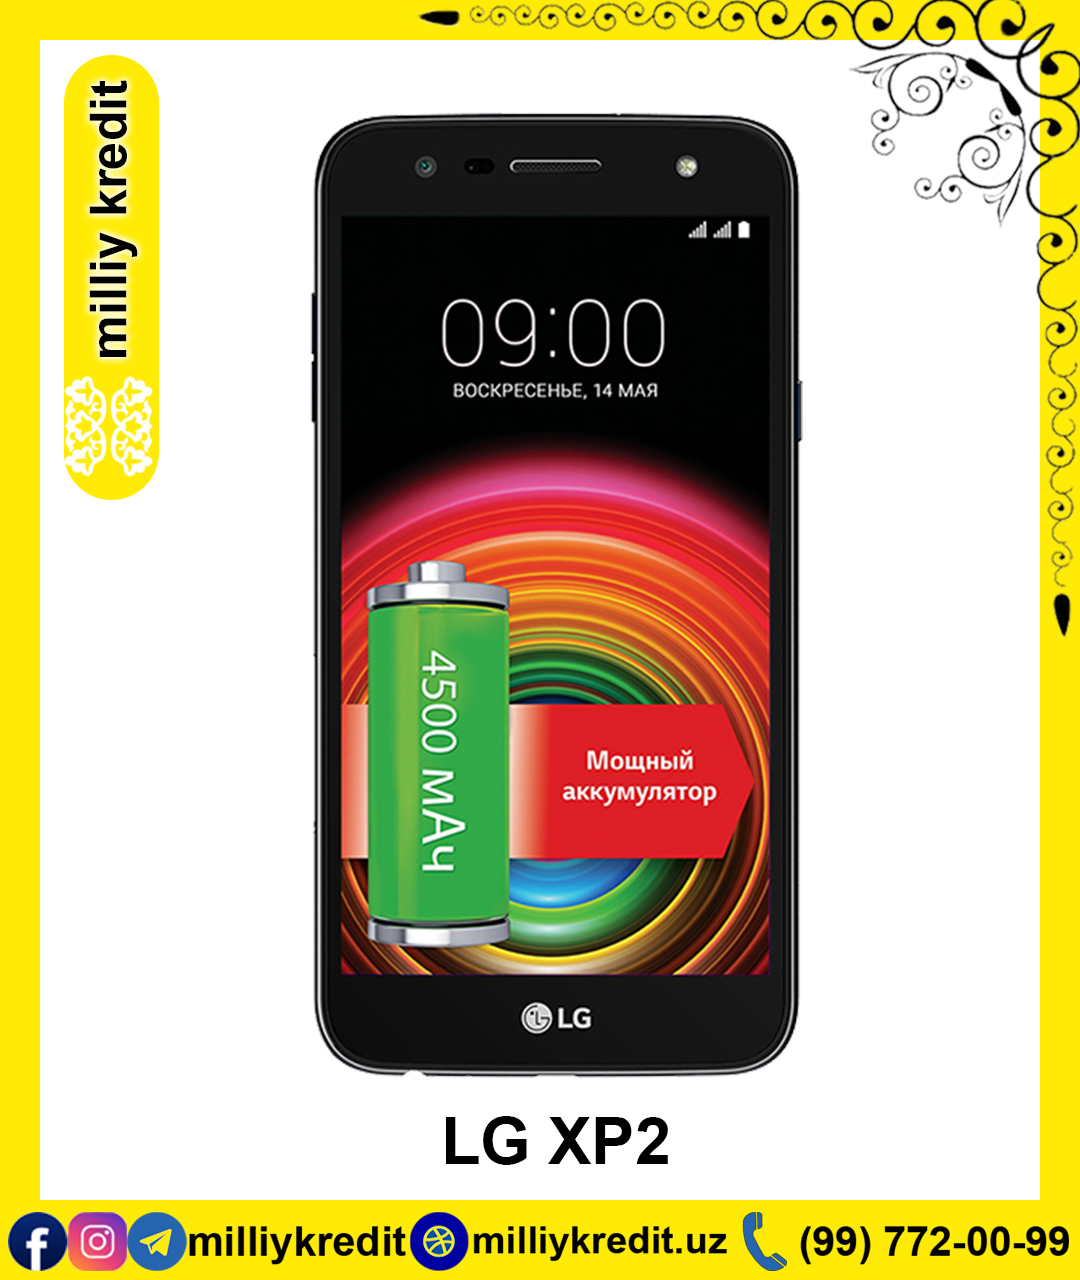 milliy kredit
09:00
ВОСКРЕСЕНЬЕ, 14 МАЯ
4500 мАч
Мощный
аккумулятор
LG
LG XP2
milliykredit
milliykredit.uz
(99) 772-00-99